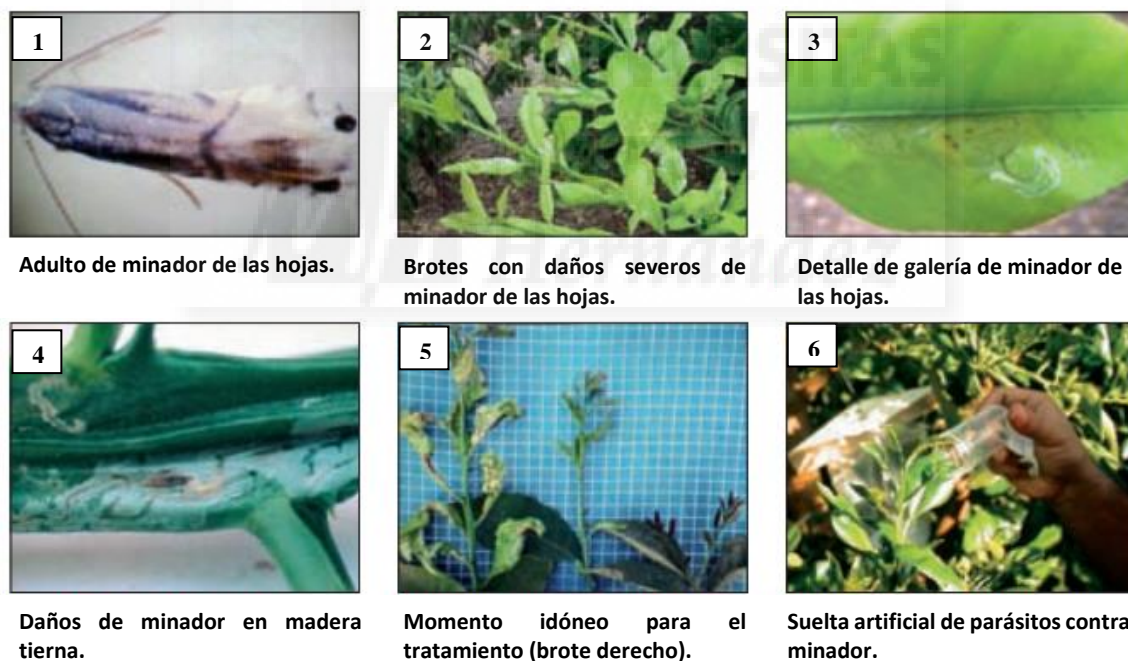 1
2
3
Adulto de minador de las hojas.
Brotes con daños severos de
minador de las hojas.
Detalle de galería de minador de
las hojas.
4
5
6
Daños de minador en madera
tierna.
Momento idóneo para el
tratamiento (brote derecho).
Suelta artificial de parásitos contra
minador.
SITAS
Hernández